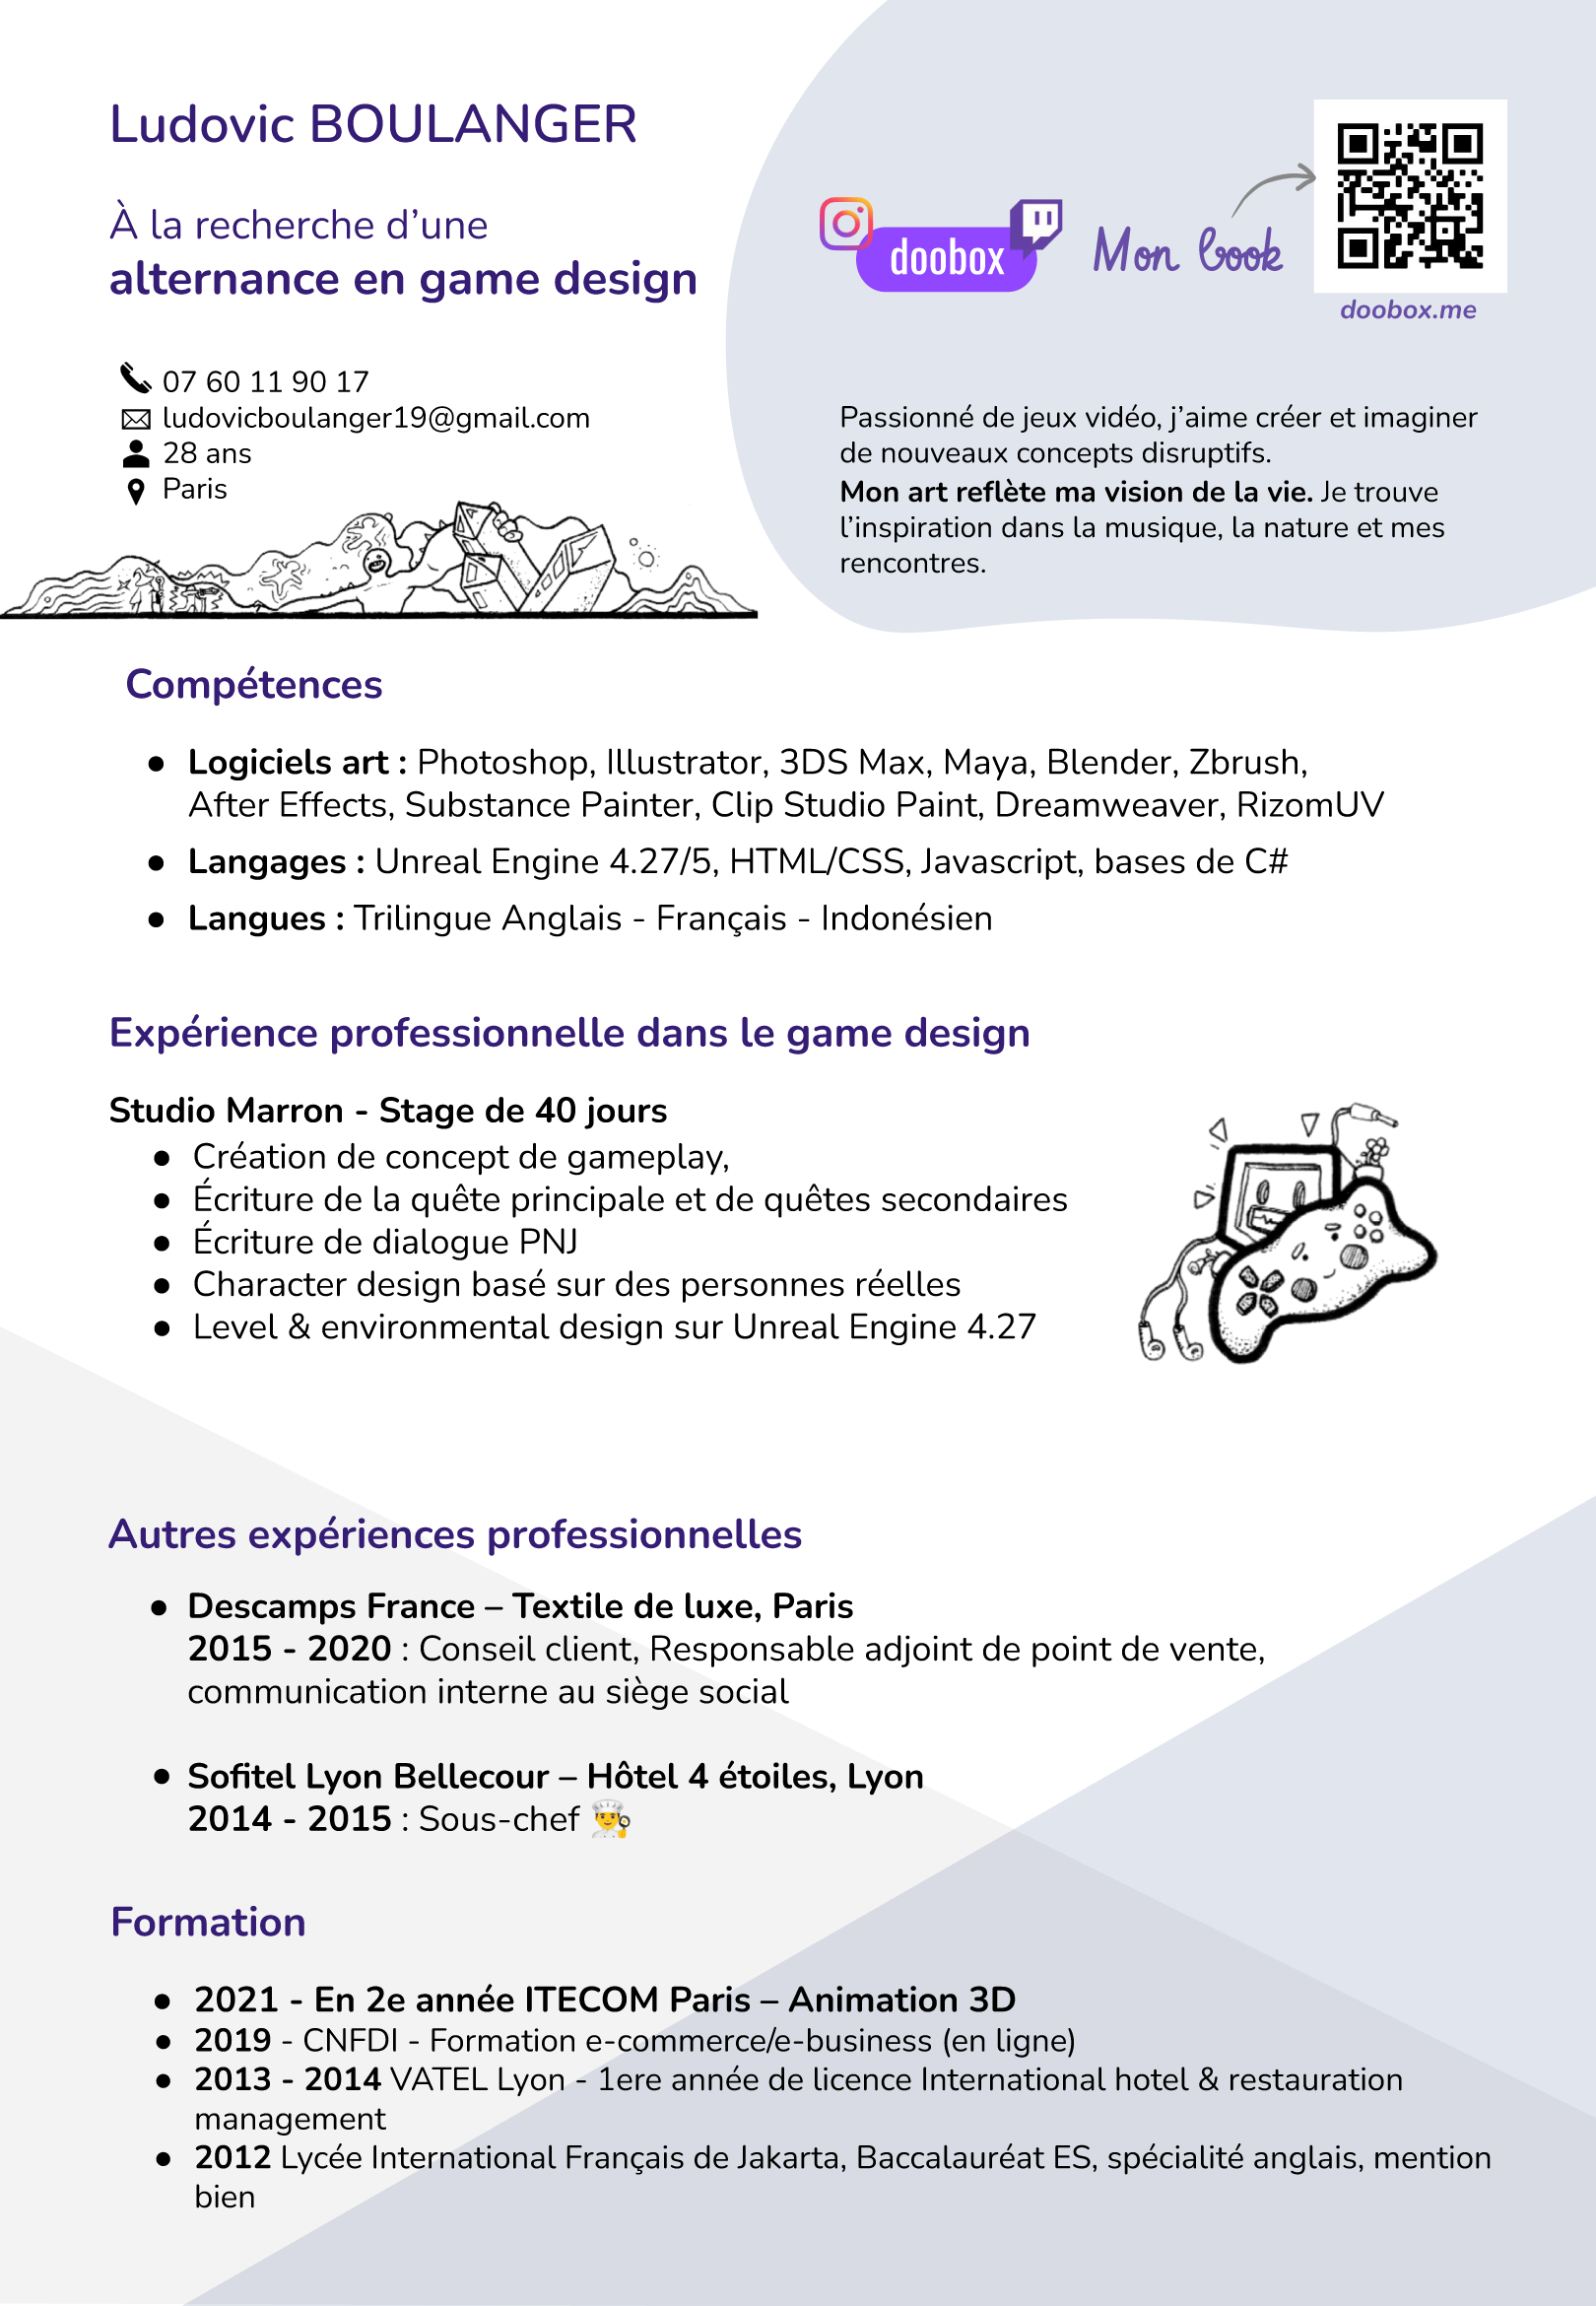 Ludovic BOULANGER
À la recherche d’une
alternance en game design
07 60 11 90 17
ludovicboulanger19@gmail.com
28 ans
Paris
doobox
Mon book
doobox.me
Passionné de jeux vidéo, j’aime créer et imaginer
de nouveaux concepts disruptifs.
Mon art reflète ma vision de la vie. Je trouve
l’inspiration dans la musique, la nature et mes
rencontres.
Compétences
● Logiciels art : Photoshop, Illustrator, 3DS Max, Maya, Blender, Zbrush,
After Effects, Substance Painter, Clip Studio Paint, Dreamweaver, RizomUV
● Langages : Unreal Engine 4.27/5, HTML/CSS, Javascript, bases de C#
● Langues : Trilingue Anglais - Français - Indonésien
Expérience professionnelle dans le game design
Studio Marron - Stage de 40 jours
● Création de concept de gameplay,
● Écriture de la quête principale et de quêtes secondaires
● Écriture de dialogue PNJ
● Character design basé sur des personnes réelles
● Level & environmental design sur Unreal Engine 4.27
Autres expériences professionnelles
● Descamps France – Textile de luxe, Paris
2015 - 2020 : Conseil client, Responsable adjoint de point de vente,
communication interne au siège social
● Sofitel Lyon Bellecour – Hôtel 4 étoiles, Lyon
2014 - 2015 : Sous-chef 👨‍🍳
Formation
● 2021 - En 2e année ITECOM Paris – Animation 3D
● 2019 - CNFDI - Formation e-commerce/e-business (en ligne)
● 2013 - 2014 VATEL Lyon - 1ere année de licence International hotel & restauration
management
● 2012 Lycée International Français de Jakarta, Baccalauréat ES, spécialité anglais, mention
bien